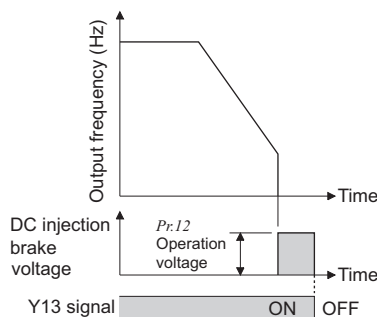 Output frequency (Hz)
Time
DC injection
brake
voltage
Pr.12
Operation
voltage
Time
Y13 signal
ON
OFF